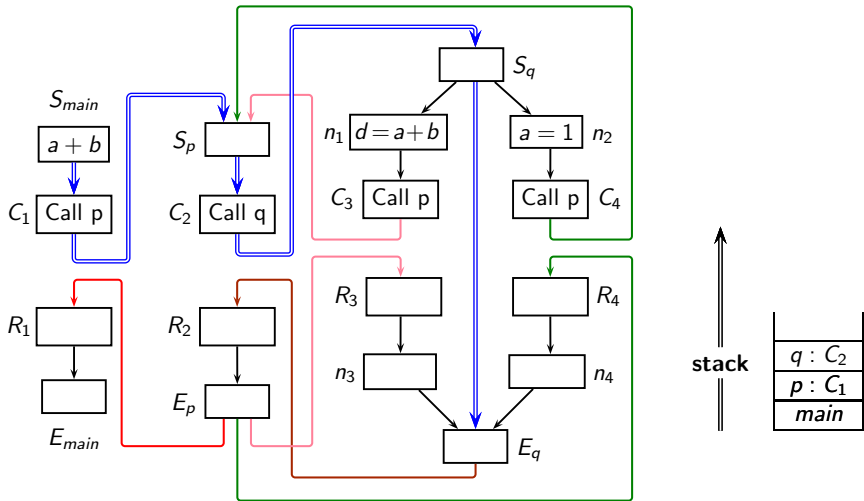 S_q
S_main
n_1 d = a+b
a = 1 n_2
a + b
S_p
C_1 Call p
C_2 Call q
C_3 Call p
Call p C_4
R_1
R_2
R_3
R_4
n_3
n_4
stack
q : C_2
p : C_1
main
E_p
E_main
E_q